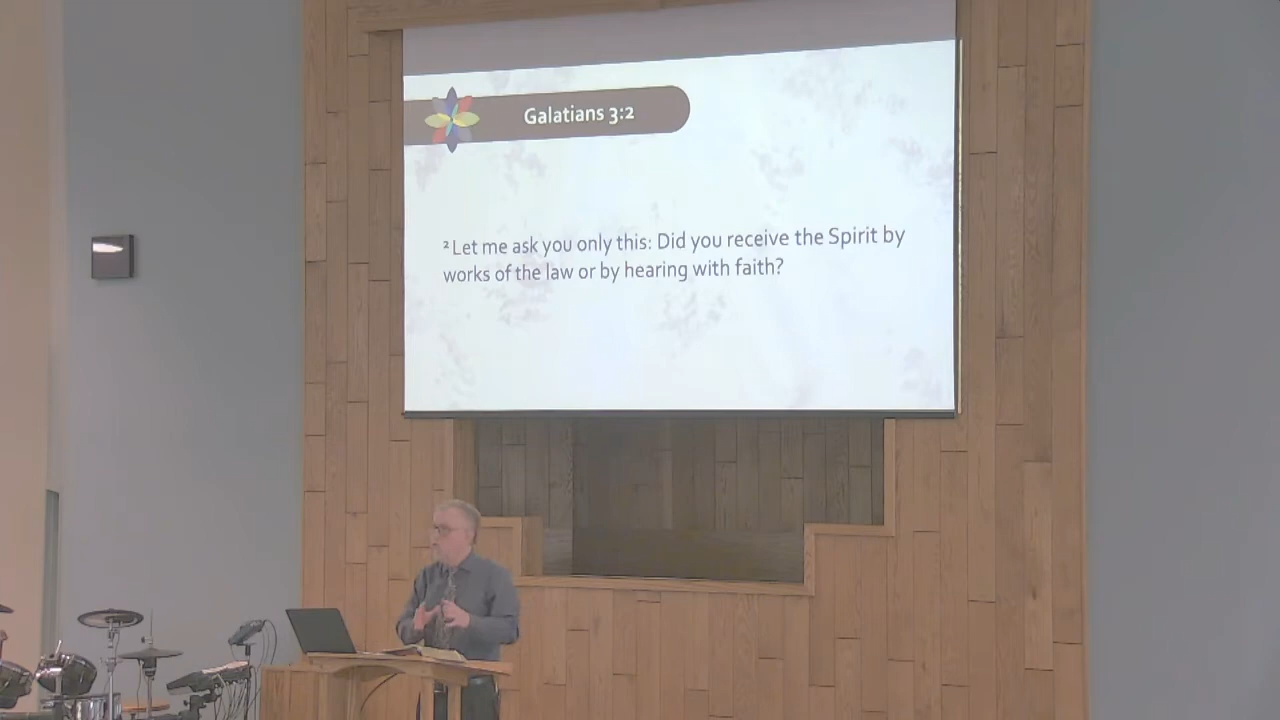 Galatians 3:2
2 Let me ask you only this: Did you receive the Spirit by
works of the law or by hearing with faith?